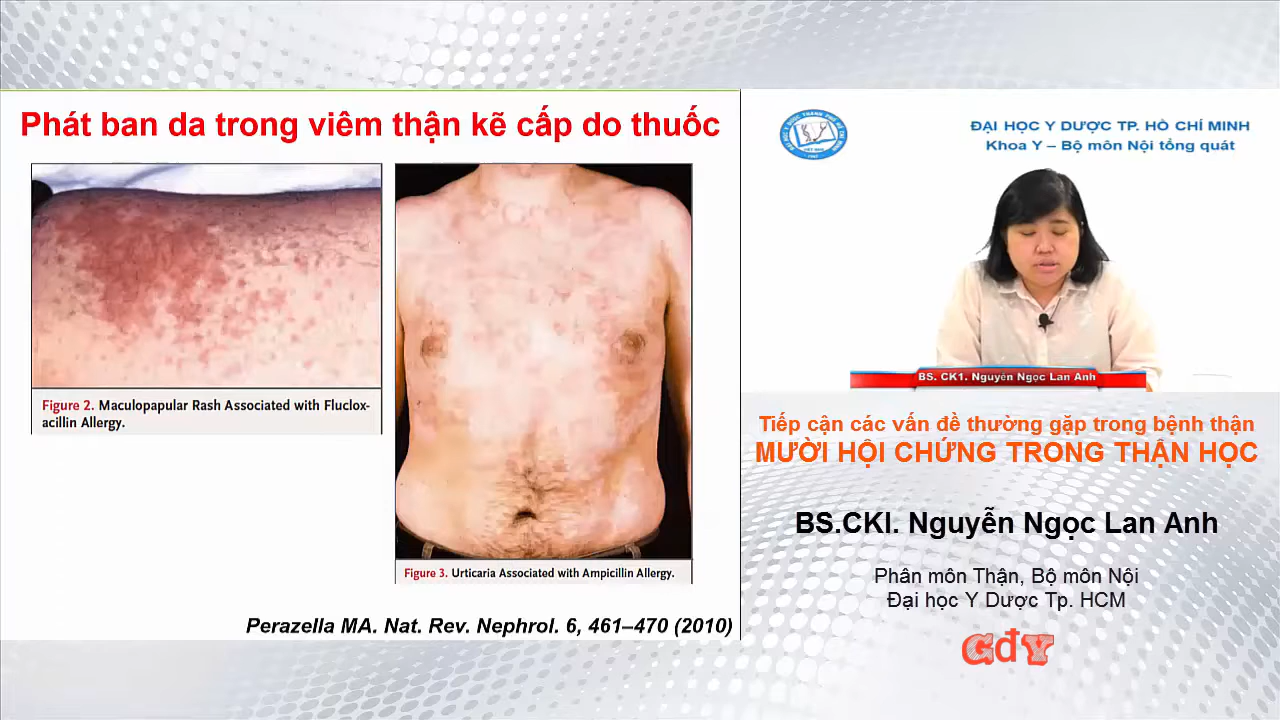 Phát ban da trong viêm thận kẽ cấp do thuốc
Figure 2. Maculopapular Rash Associated with Fluclox-
acillin Allergy.
Figure 3. Urticaria Associated with Ampicillin Allergy.
Perazella MA. Nat. Rev. Nephrol. 6, 461–470 (2010)
ĐẠI HỌC Y DƯỢC TP. HỒ CHÍ MINH
Khoa Y – Bộ môn Nội tổng quát
BS. CK1. Nguyễn Ngọc Lan Anh
Tiếp cận các vấn đề thường gặp trong bệnh thận
MƯỜI HỘI CHỨNG TRONG THẬN HỌC
BS.CKI. Nguyễn Ngọc Lan Anh
Phân môn Thận, Bộ môn Nội
Đại học Y Dược Tp. HCM
GđY